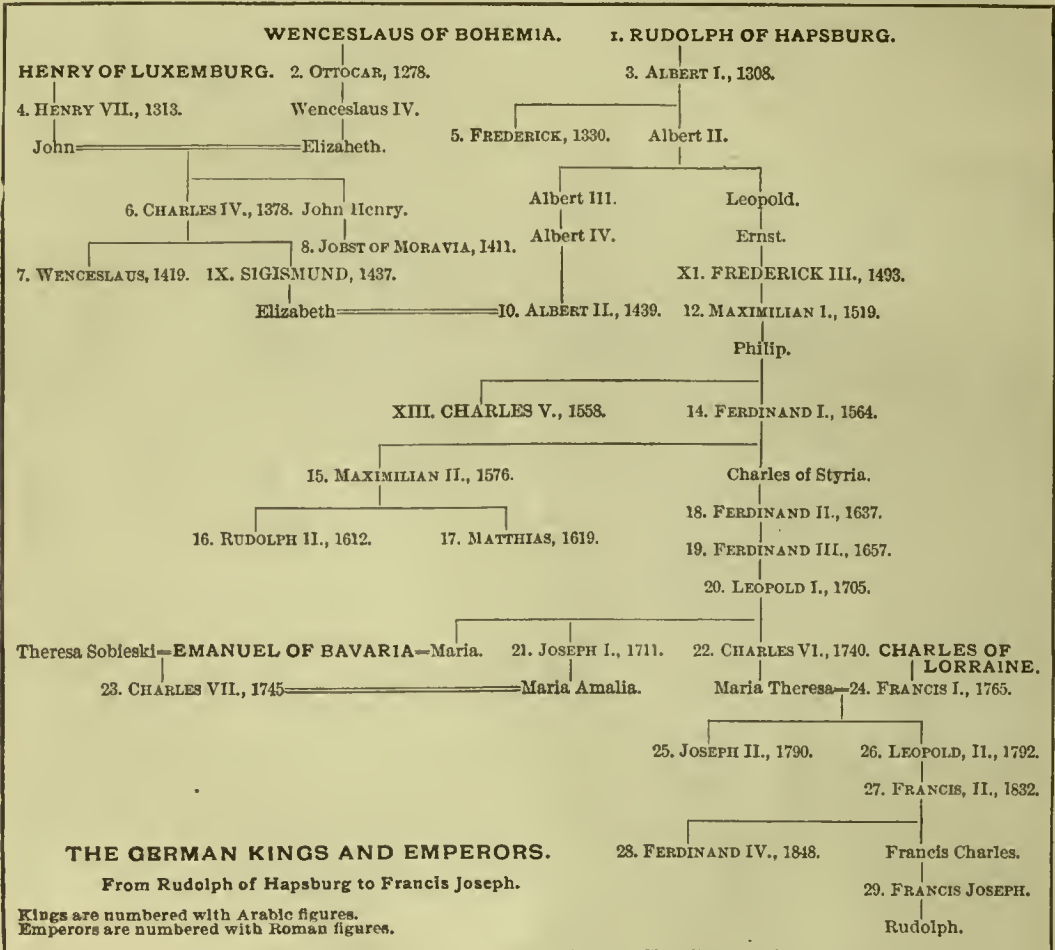 WENCESLAUS OF BOHEMIA. 1. RUDOLPH OF HAPSBURG.
HENRY OF LUXEMBURG. 2. OTTOCAR, 1278. 3. ALBERT I., 1308.
4. HENRY VII., 1313. Wenceslaus IV.
5. FREDERICK, 1330. Albert II.
John Elizabeth.
Albert III. Leopold.
6. CHARLES IV., 1378. John Henry.
Albert IV. Ernst.
8. JOBST OF MORAVIA, 1411.
7. WENCESLAUS, 1419. IX. SIGISMUND, 1437. XI. FREDERICK III., 1493.
Elizabeth 10. ALBERT II., 1439. 12. MAXIMILIAN I., 1519.
Philip.
XIII. CHARLES V., 1558. 14. FERDINAND I., 1564.
15. MAXIMILIAN II., 1576. Charles of Styria.
18. FERDINAND II., 1637.
16. RUDOLPH II., 1612. 17. MATTHIAS, 1619.
19. FERDINAND III., 1657.
20. LEOPOLD I., 1705.
Theresa Sobieski=EMANUEL OF BAVARIA=Maria. 21. JOSEPH I., 1711. 22. CHARLES VI., 1740. CHARLES OF
LORRAINE.
23. CHARLES VII., 1745 Maria Amalia. Maria Theresa=24. FRANCIS I., 1765.
25. JOSEPH II., 1790. 26. LEOPOLD, II., 1792.
27. FRANCIS, II., 1832.
28. FERDINAND IV., 1848. Francis Charles.
29. FRANCIS JOSEPH.
Rudolph.
THE GERMAN KINGS AND EMPERORS.
From Rudolph of Hapsburg to Francis Joseph.
Kings are numbered with Arabic figures.
Emperors are numbered with Roman figures.